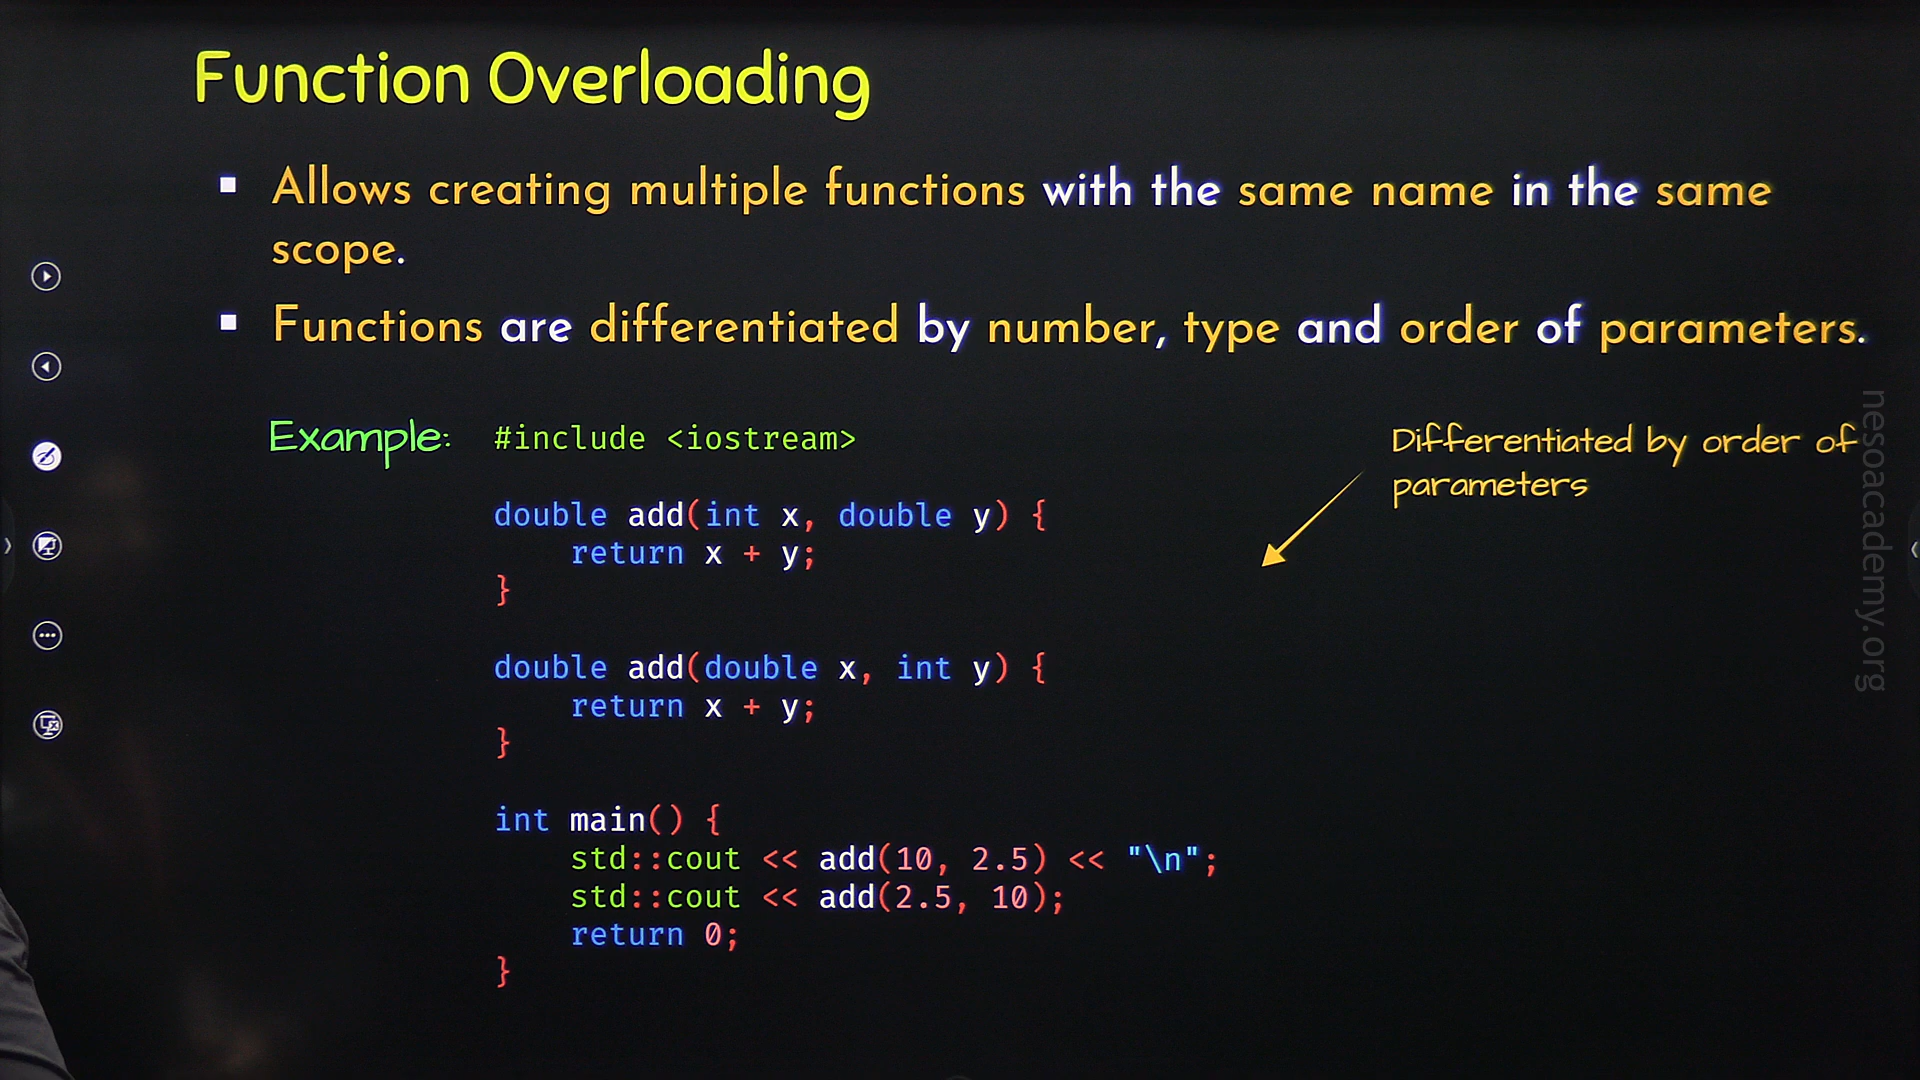 Function Overloading
Allows creating multiple functions with the same name in the same
scope.
Functions are differentiated by number, type and order of parameters.
Example:
#include <iostream>
double add(int x, double y) {
    return x + y;
}
double add(double x, int y) {
    return x + y;
}
int main() {
    std::cout << add(10, 2.5) << "\n";
    std::cout << add(2.5, 10);
    return 0;
}
Differentiated by order of
parameters
nesoacademy.org